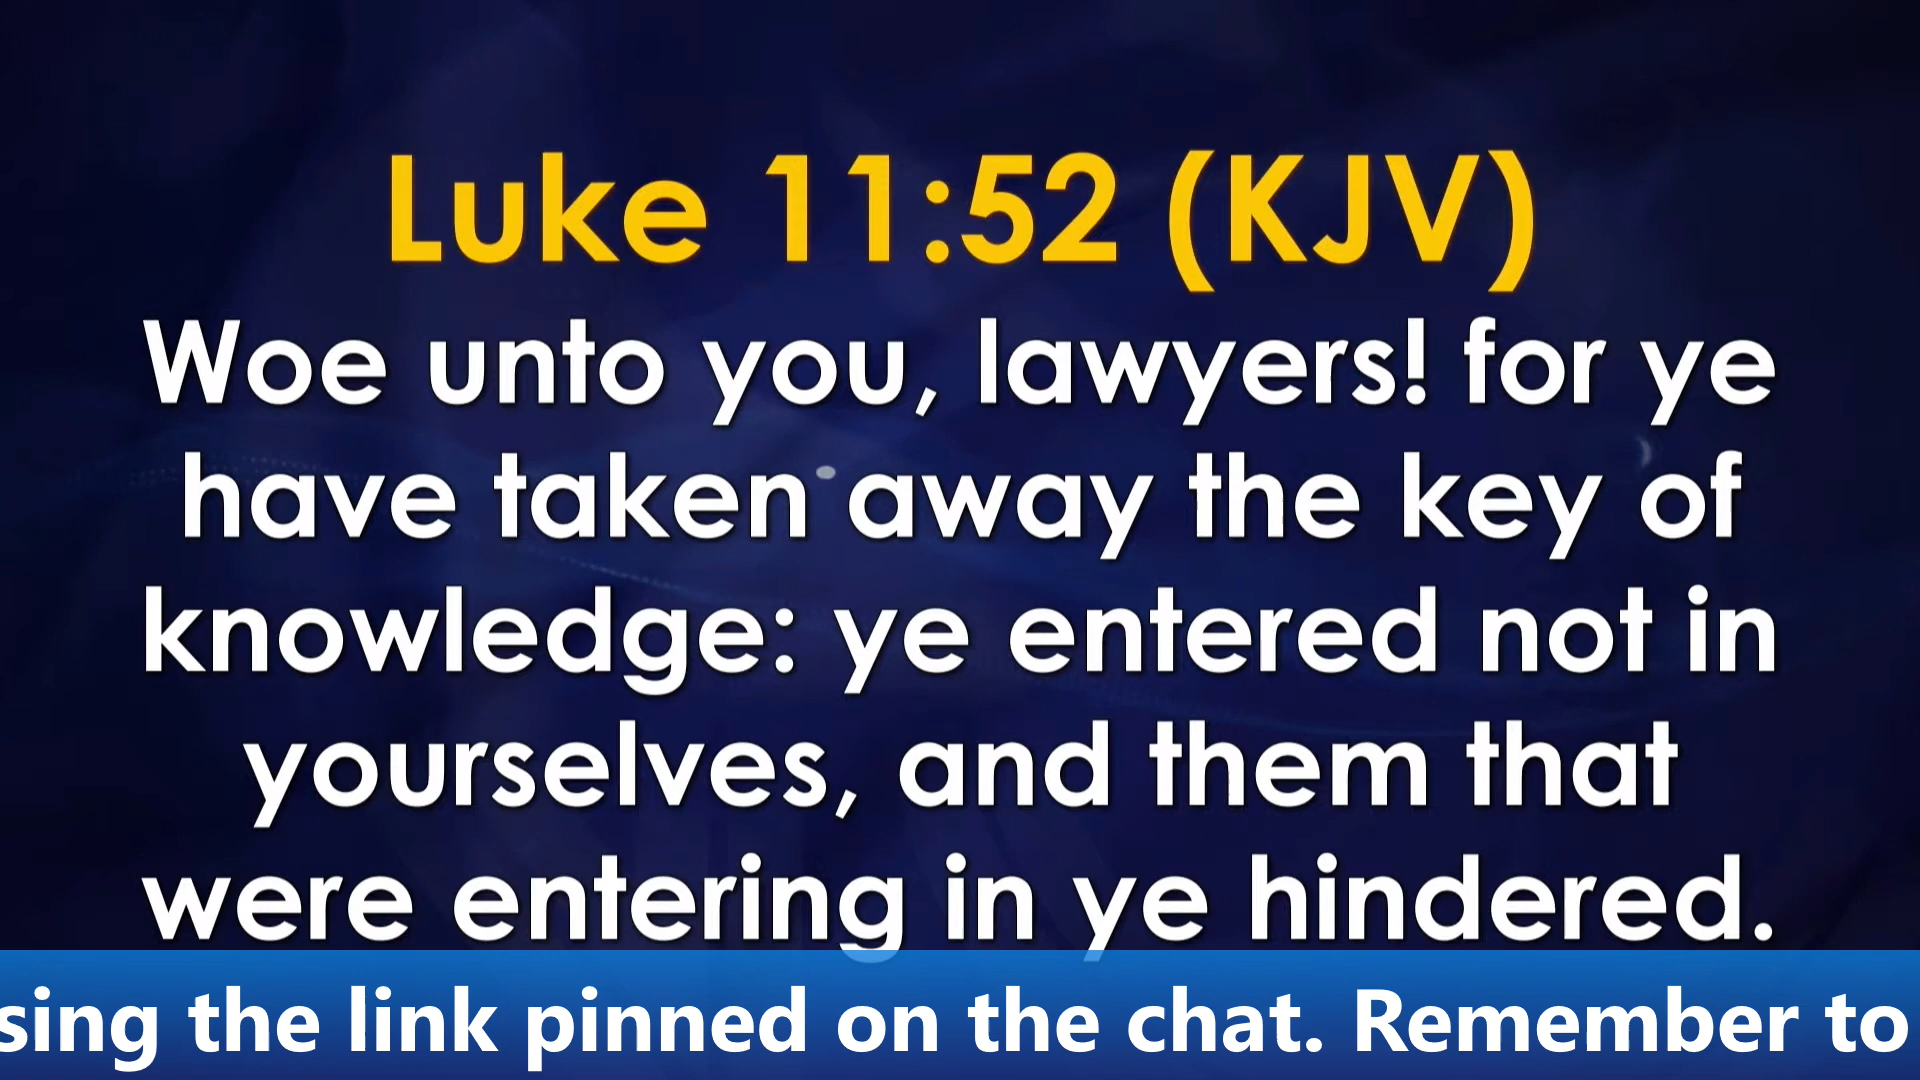 Luke 11:52 (KJV)
Woe unto you, lawyers! for ye
have taken away the key of
knowledge: ye entered not in
yourselves, and them that
were entering in ye hindered.
sing the link pinned on the chat. Remember to